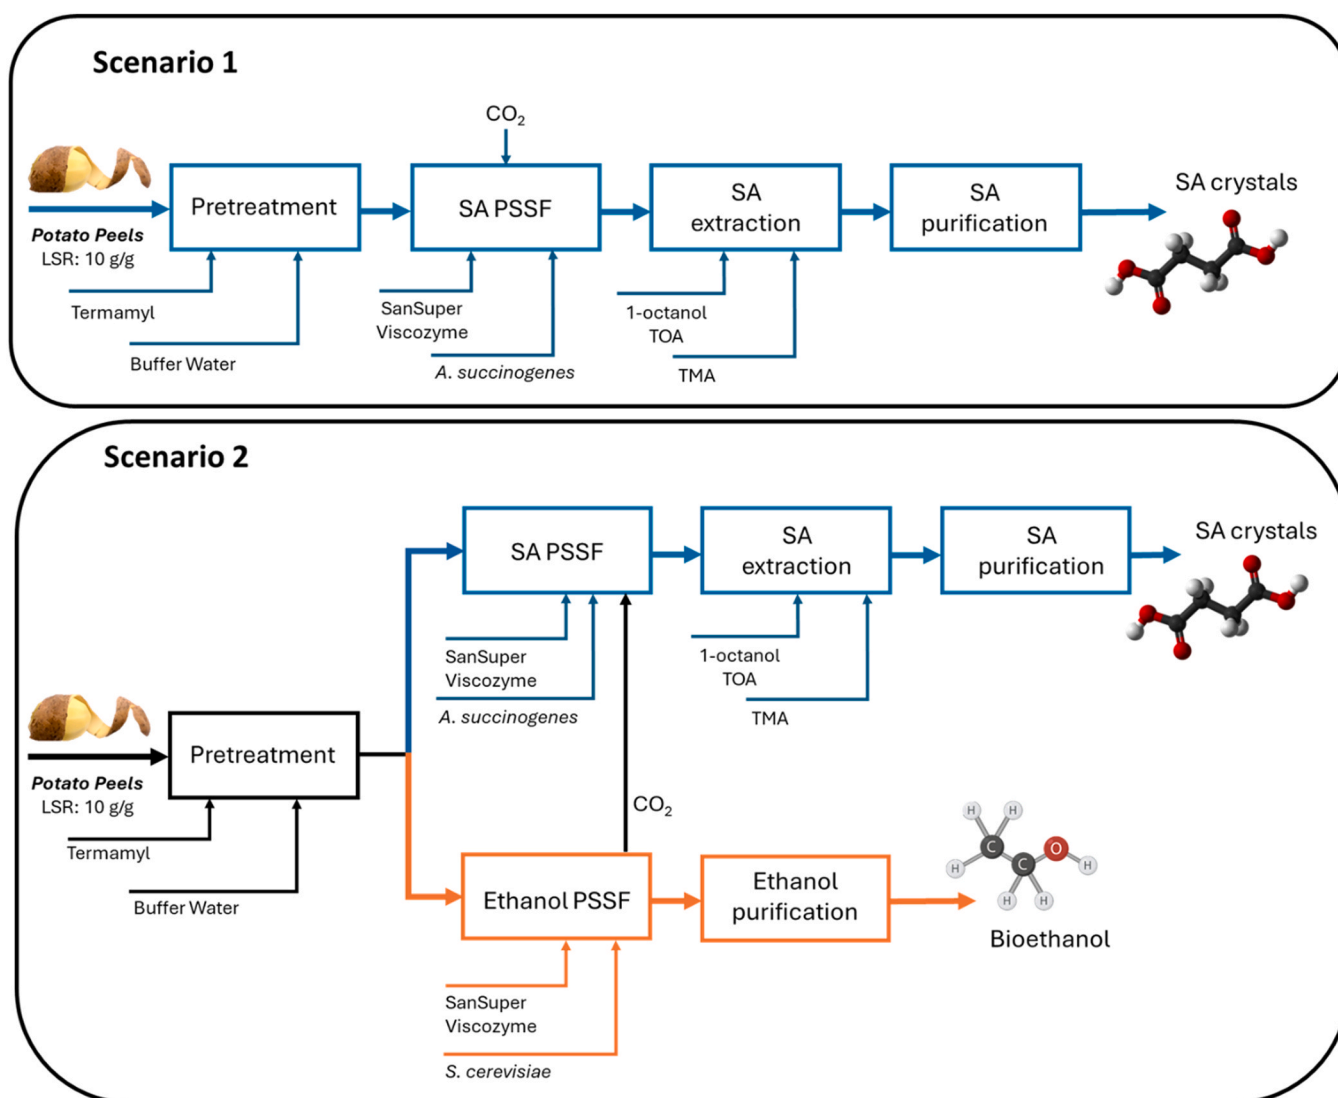 Scenario 1
CO₂
Potato Peels
LSR: 10 g/g
Pretreatment
SA PSSF
SA
extraction
SA
purification
SA crystals
Termamyl
Buffer Water
SanSuper
Viscozyme
A. succinogenes
1-octanol
TOA
TMA
Scenario 2
SA PSSF
SA
extraction
SA
purification
SA crystals
SanSuper
Viscozyme
A. succinogenes
1-octanol
TOA
TMA
Potato Peels
LSR: 10 g/g
Pretreatment
Termamyl
Buffer Water
CO₂
Ethanol PSSF
Ethanol
purification
H
H
C
O
H
C
H
H
H
Bioethanol
SanSuper
Viscozyme
S. cerevisiae